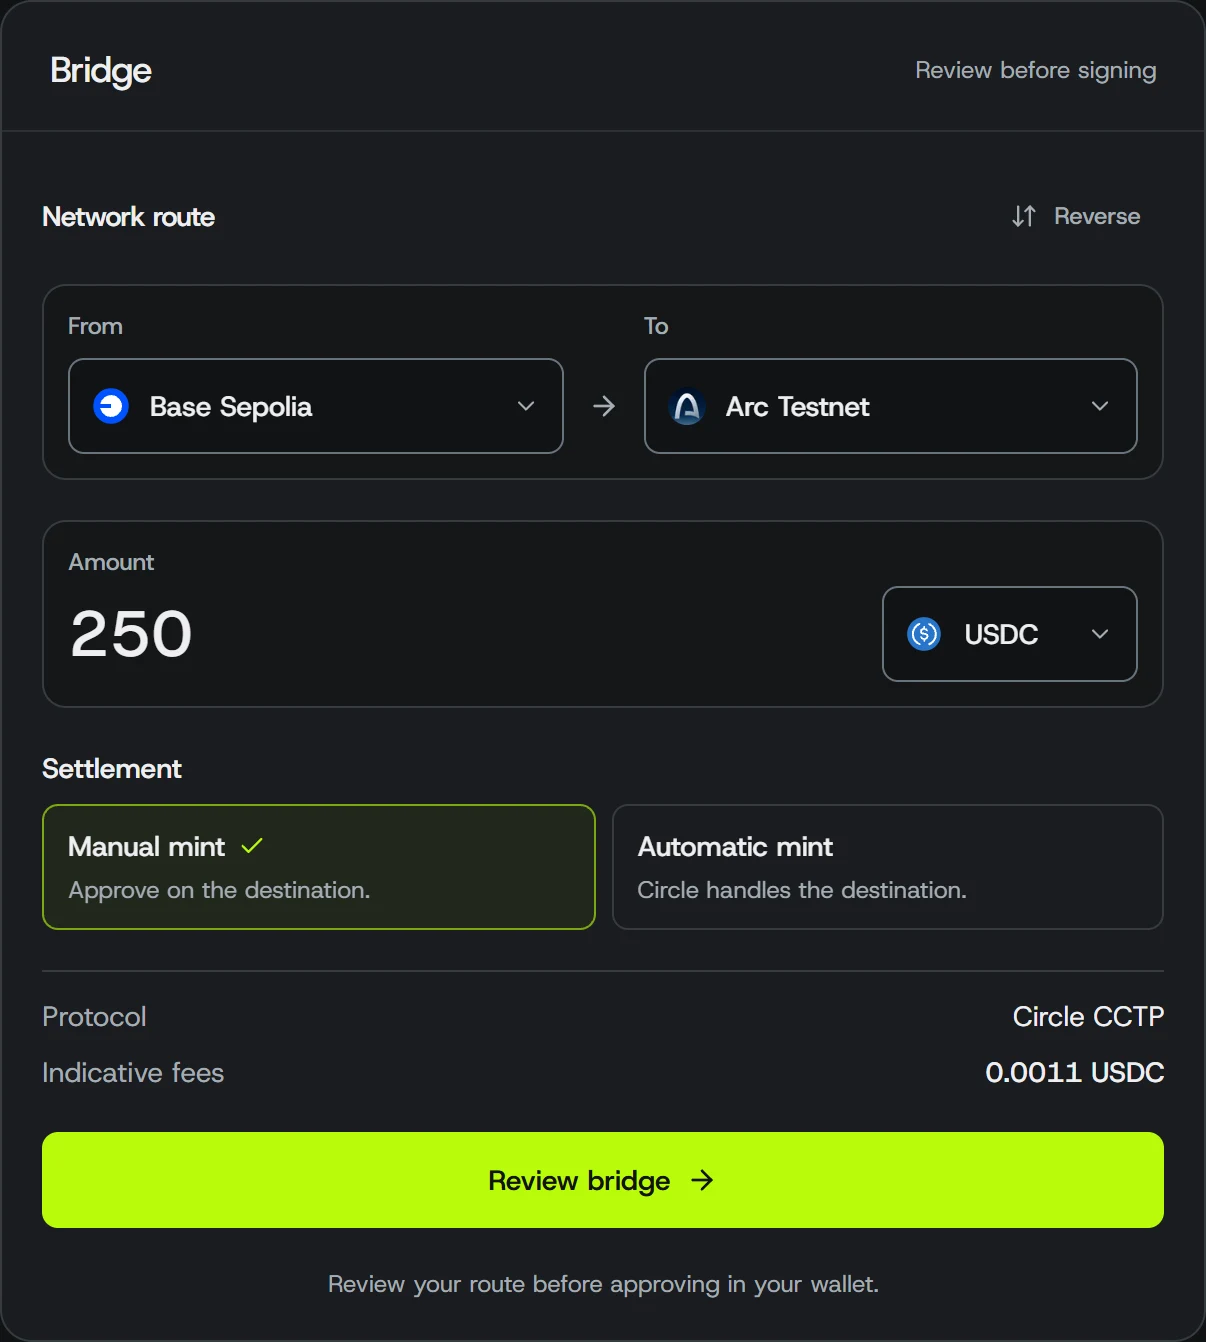 Bridge
Review before signing
Network route
Reverse
From
To
Base Sepolia
Arc Testnet
Amount
250
USDC
Settlement
Manual mint
Approve on the destination.
Automatic mint
Circle handles the destination.
Protocol
Circle CCTP
Indicative fees
0.0011 USDC
Review bridge
Review your route before approving in your wallet.